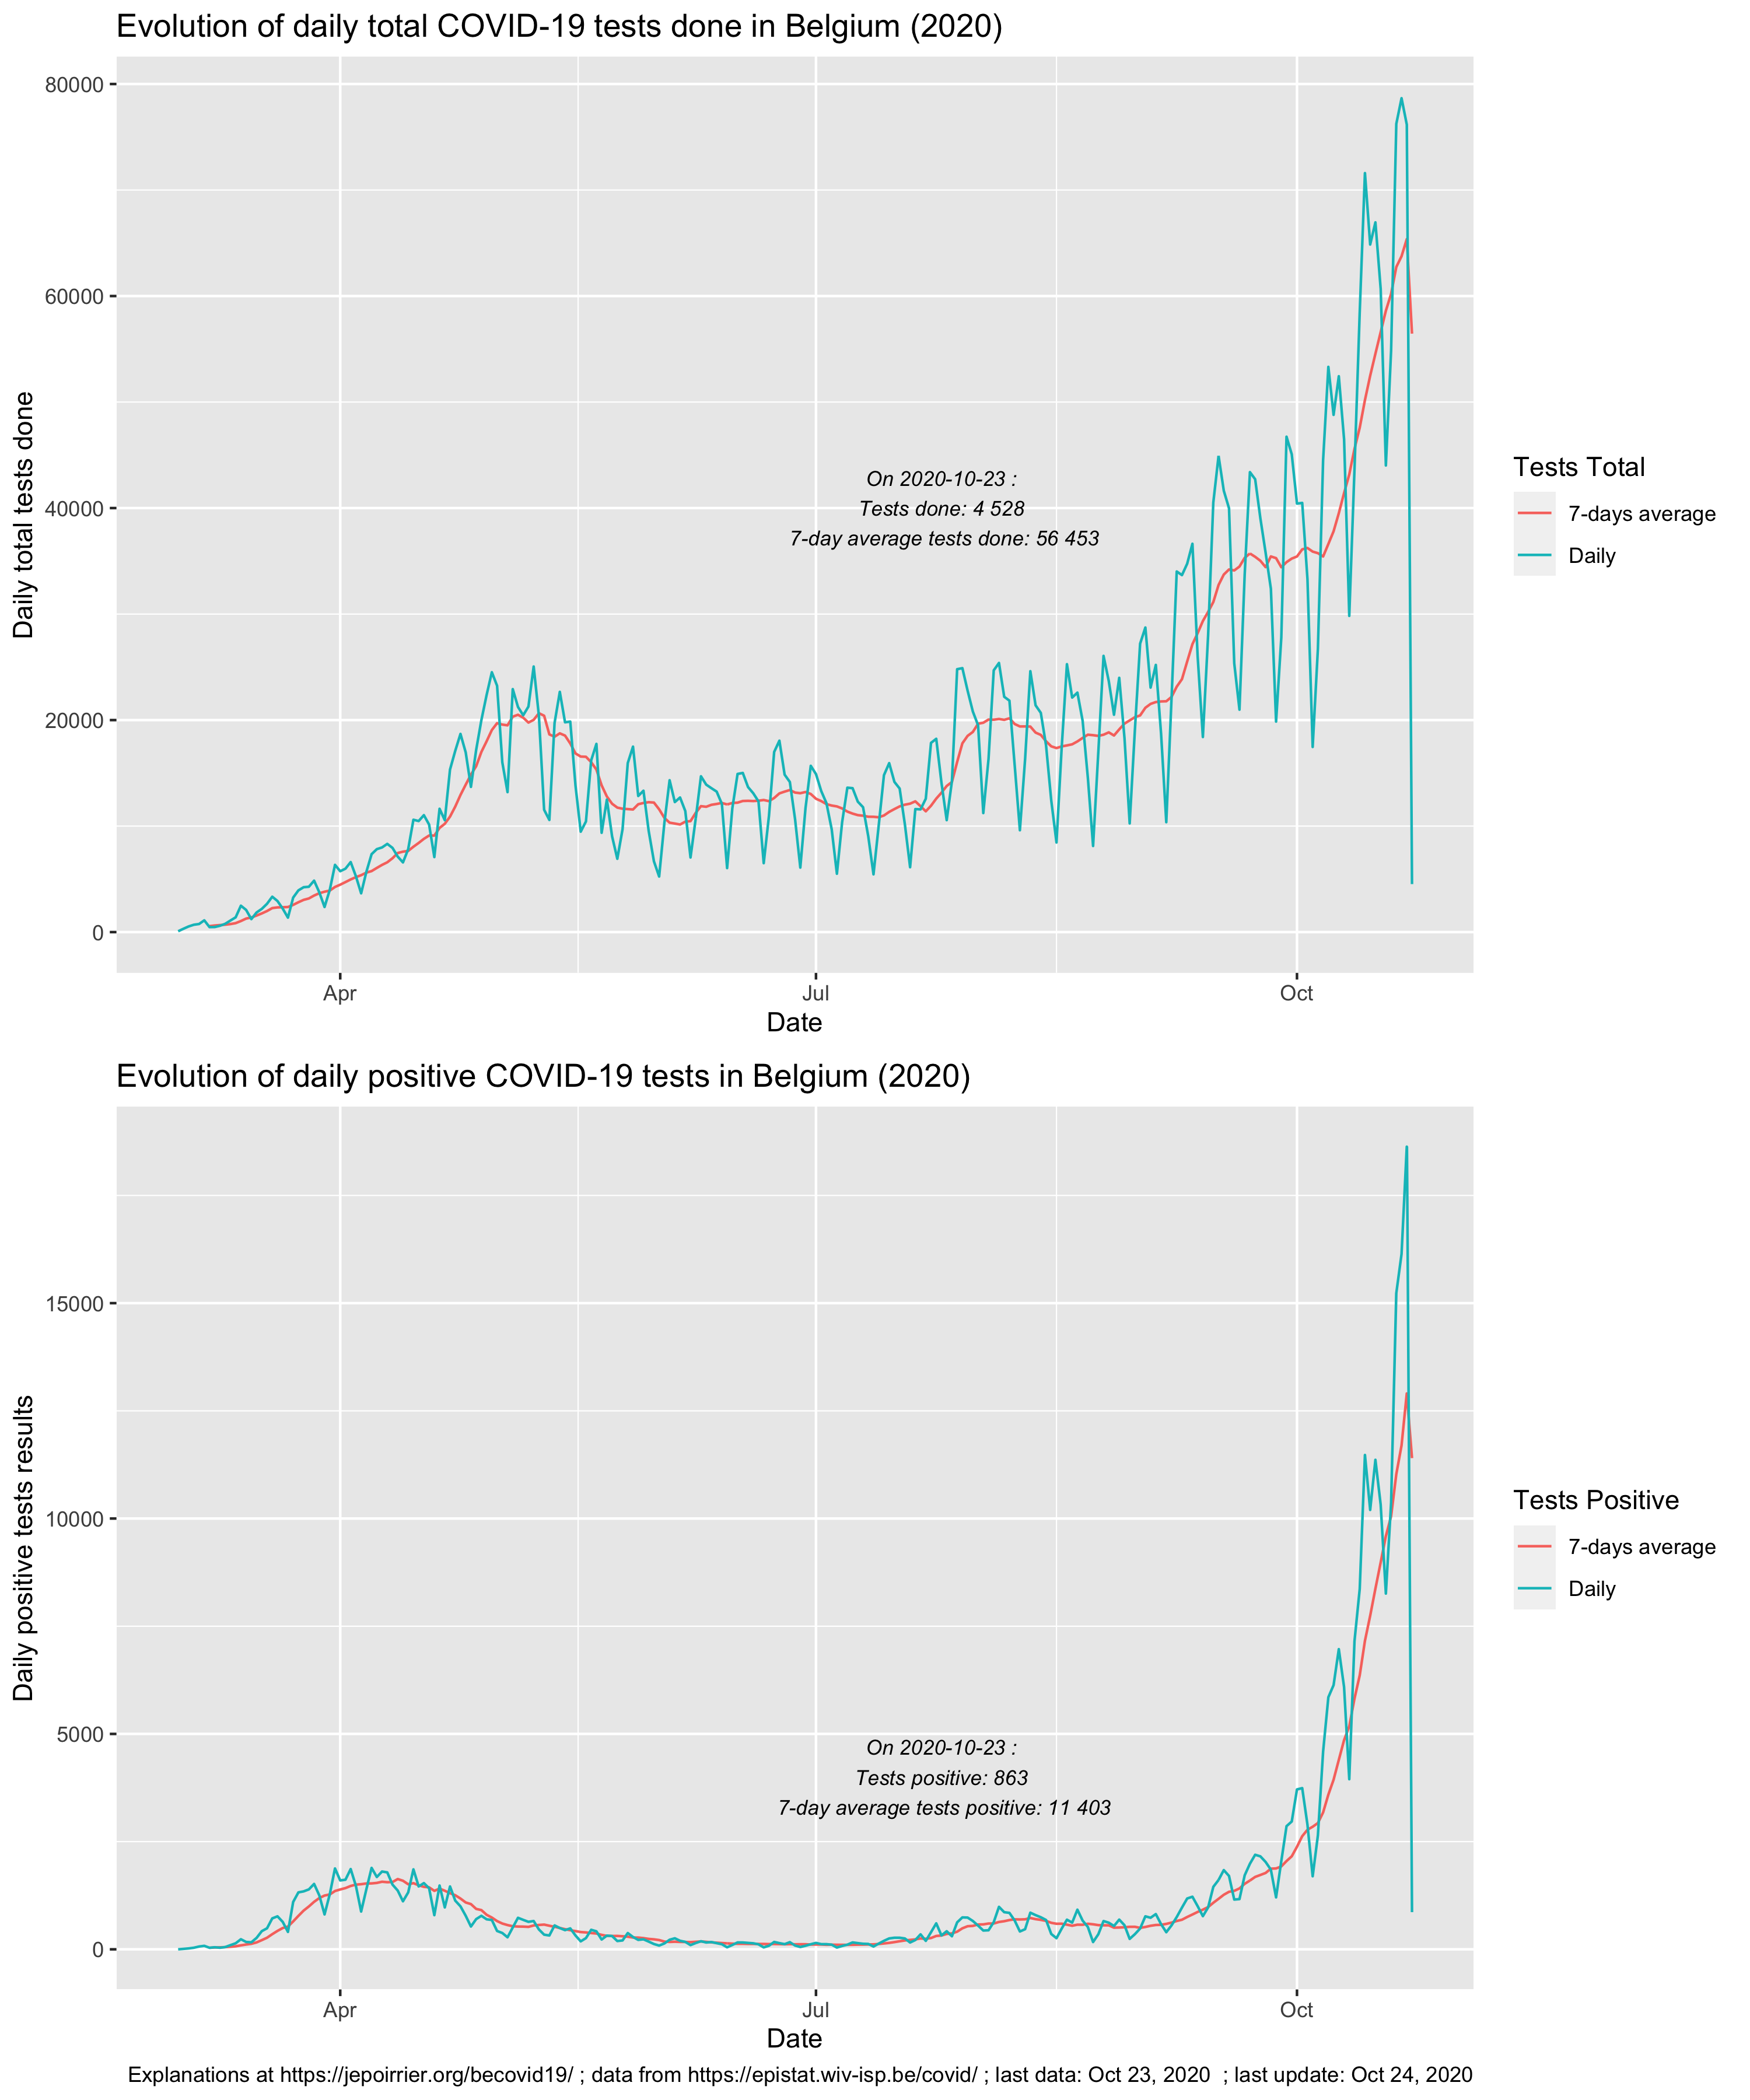 Evolution of daily total COVID-19 tests done in Belgium (2020)
80000
60000
40000
20000
0
Daily total tests done
On 2020-10-23 :
Tests done: 4 528
7-day average tests done: 56 453
Apr
Jul
Oct
Date
Tests Total
7-days average
Daily
Evolution of daily positive COVID-19 tests in Belgium (2020)
15000
10000
5000
0
Daily positive tests results
On 2020-10-23 :
Tests positive: 863
7-day average tests positive: 11 403
Apr
Jul
Oct
Date
Tests Positive
7-days average
Daily
Explanations at https://jepoirrier.org/becovid19/ ; data from https://epistat.wiv-isp.be/covid/ ; last data: Oct 23, 2020  ; last update: Oct 24, 2020